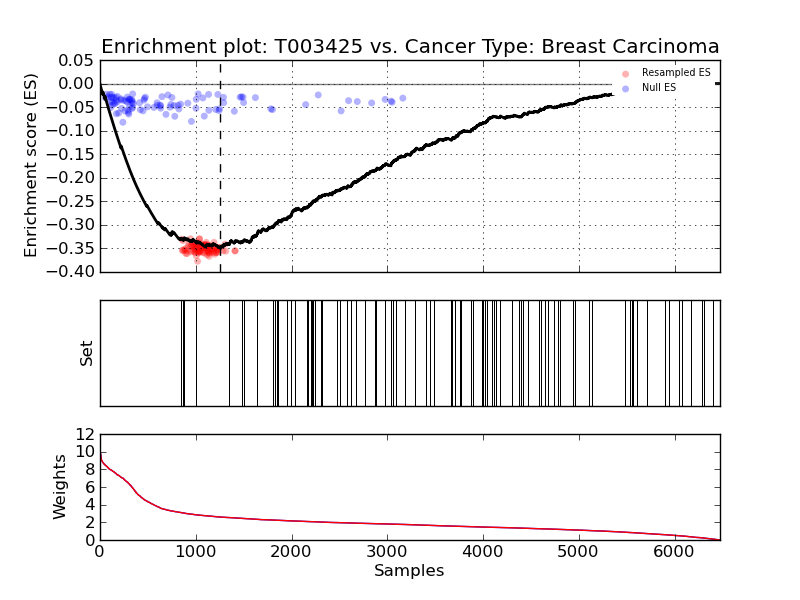 Enrichment plot: T003425 vs. Cancer Type: Breast Carcinoma
Enrichment score (ES)
0.05
0.00
−0.05
−0.10
−0.15
−0.20
−0.25
−0.30
−0.35
−0.40
Resampled ES
Null ES
Set
Weights
12
10
8
6
4
2
0
0 1000 2000 3000 4000 5000 6000
Samples